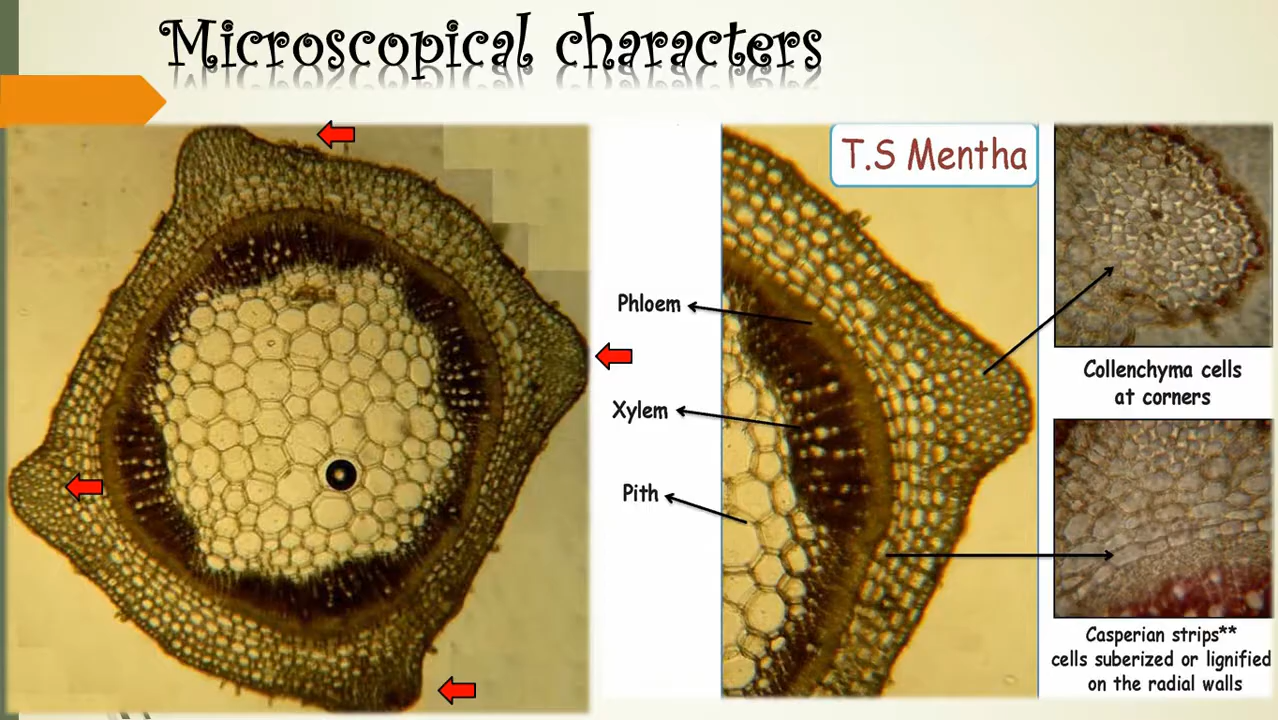 Microscopical characters
T.S Mentha
Phloem
Xylem
Pith
Collenchyma cells
at corners
Casperian strips**
cells suberized or lignified
on the radial walls